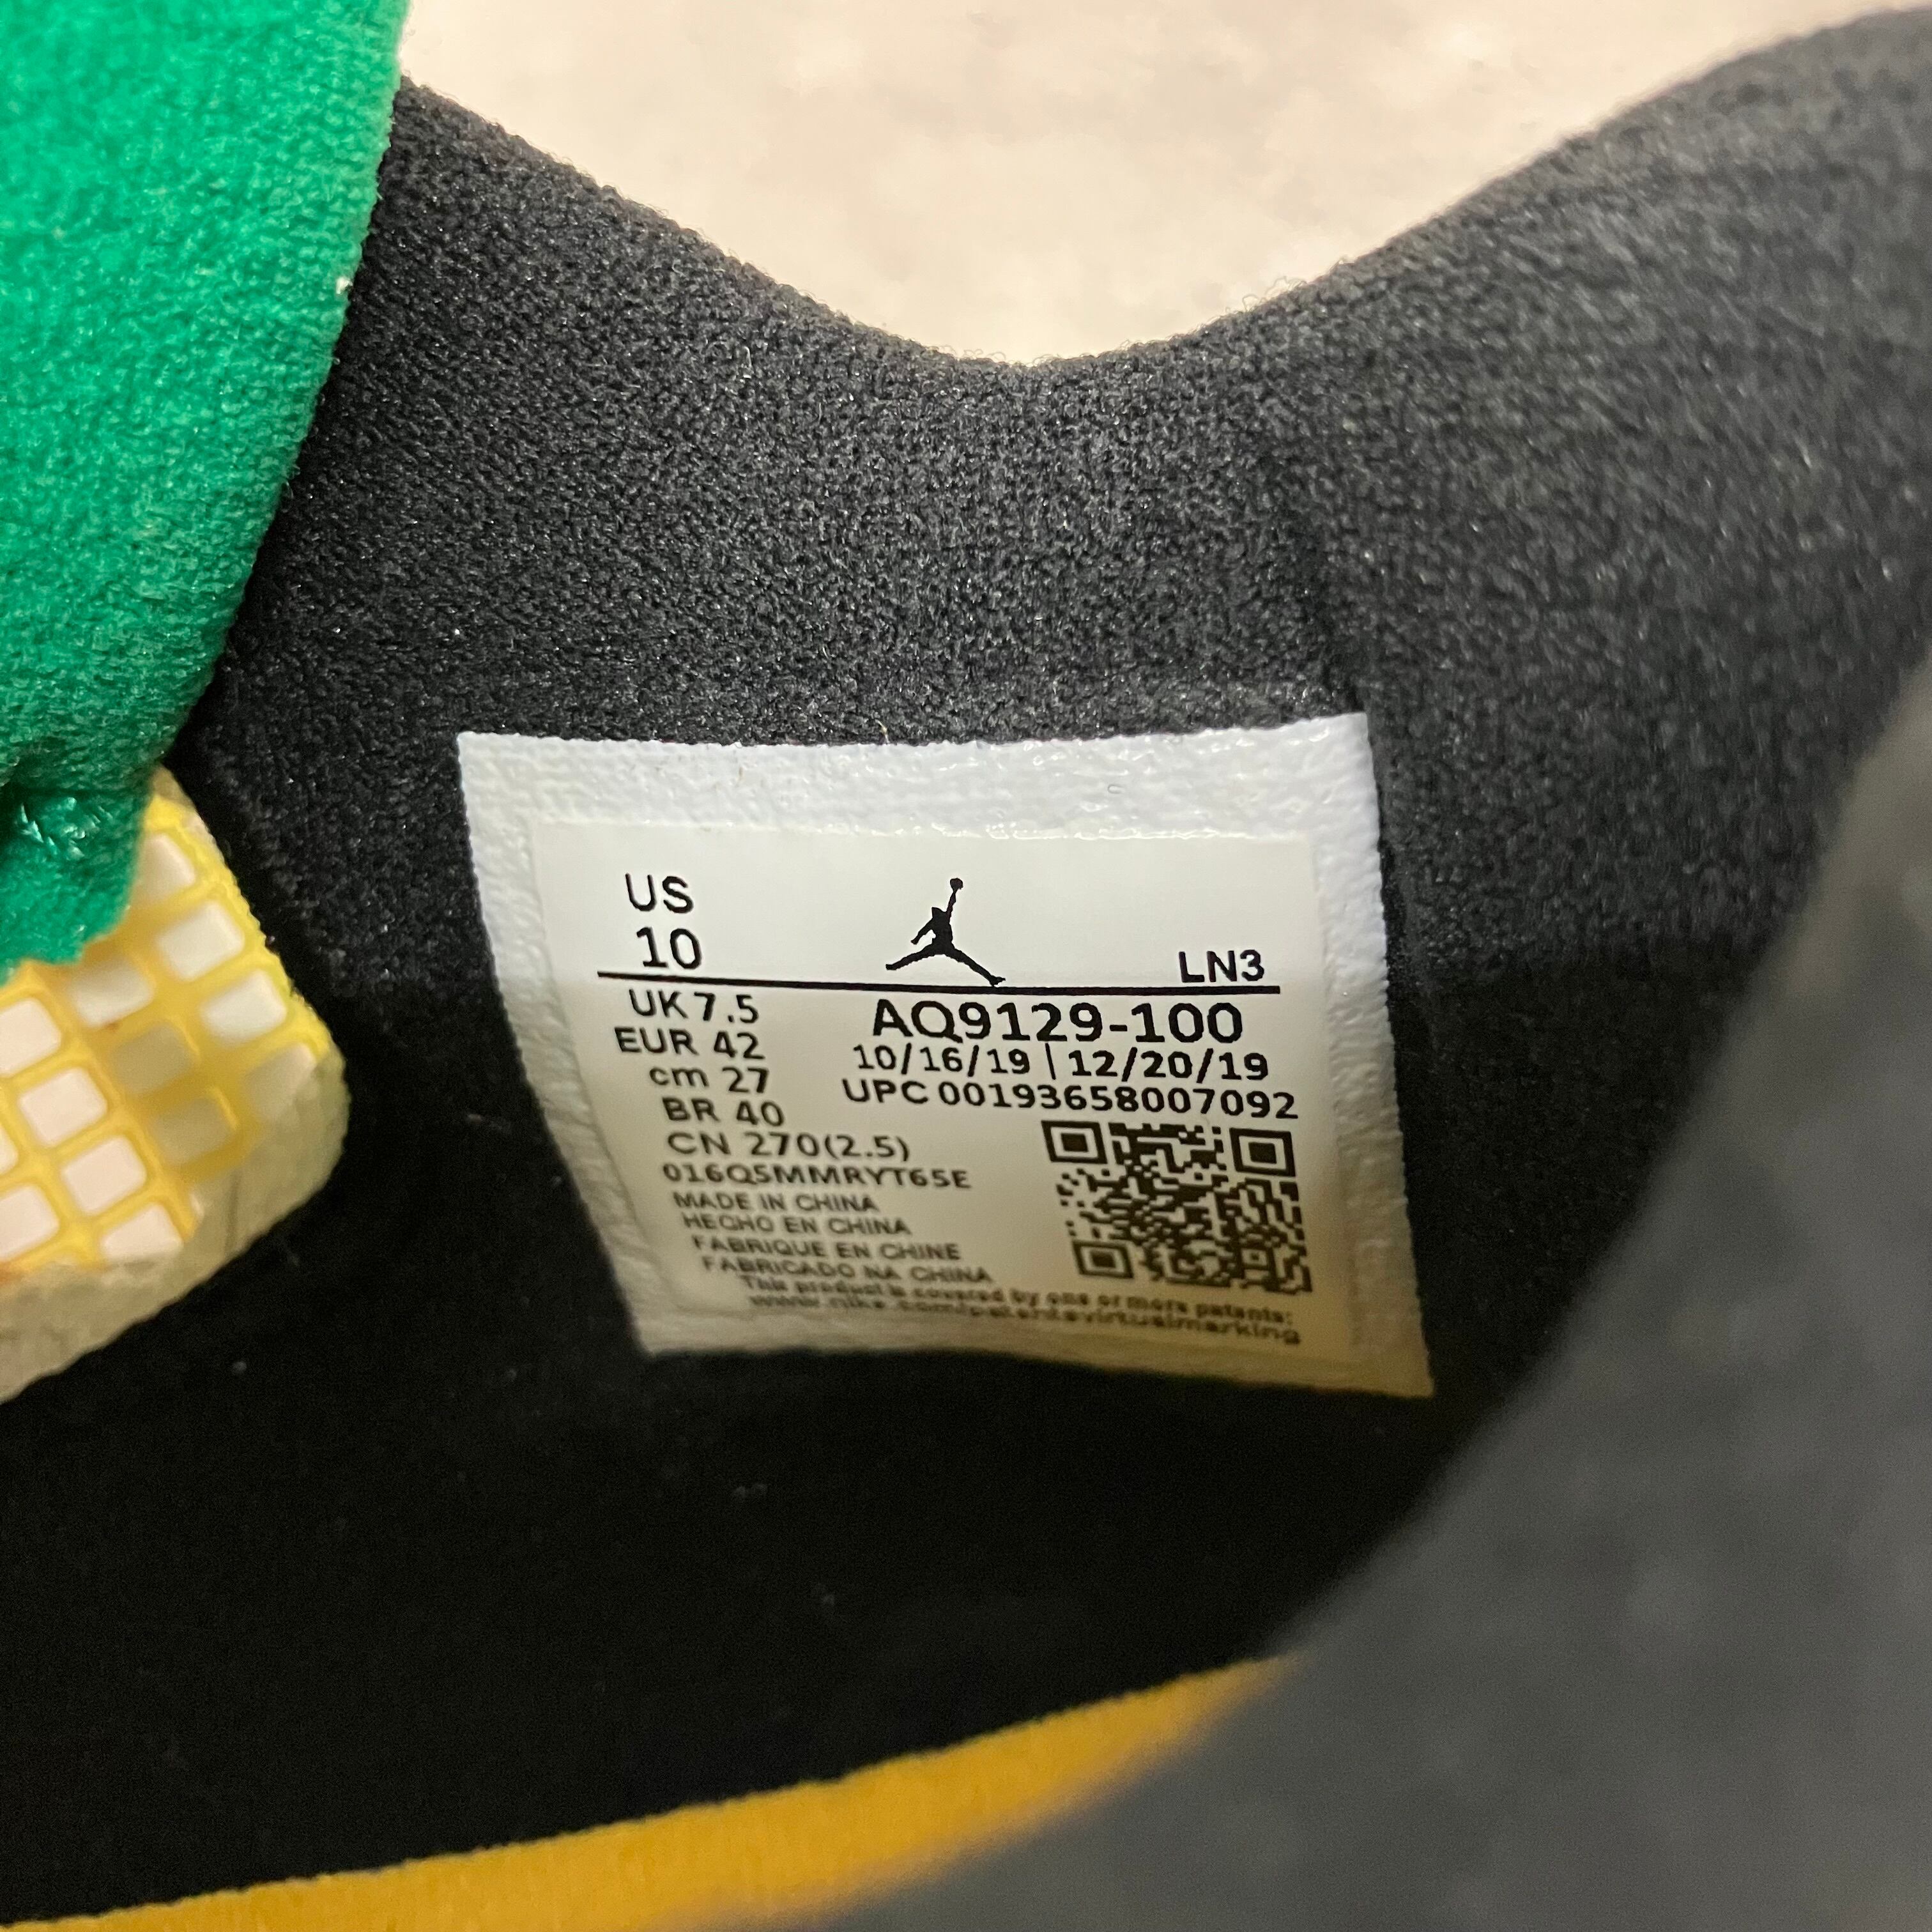 US
10
LN3
UK 7.5
AQ9129-100
EUR 42
10/16/19 | 12/20/19
cm 27
UPC 00193658007092
BR 40
CN 270(2.5)
016Q5MMRYT65E
MADE IN CHINA
HECHO EN CHINA
FABRIQUE EN CHINE
FABRICADO NA CHINA
This product is covered by one or more patents:
www.nike.com/patentsvirtualmarking